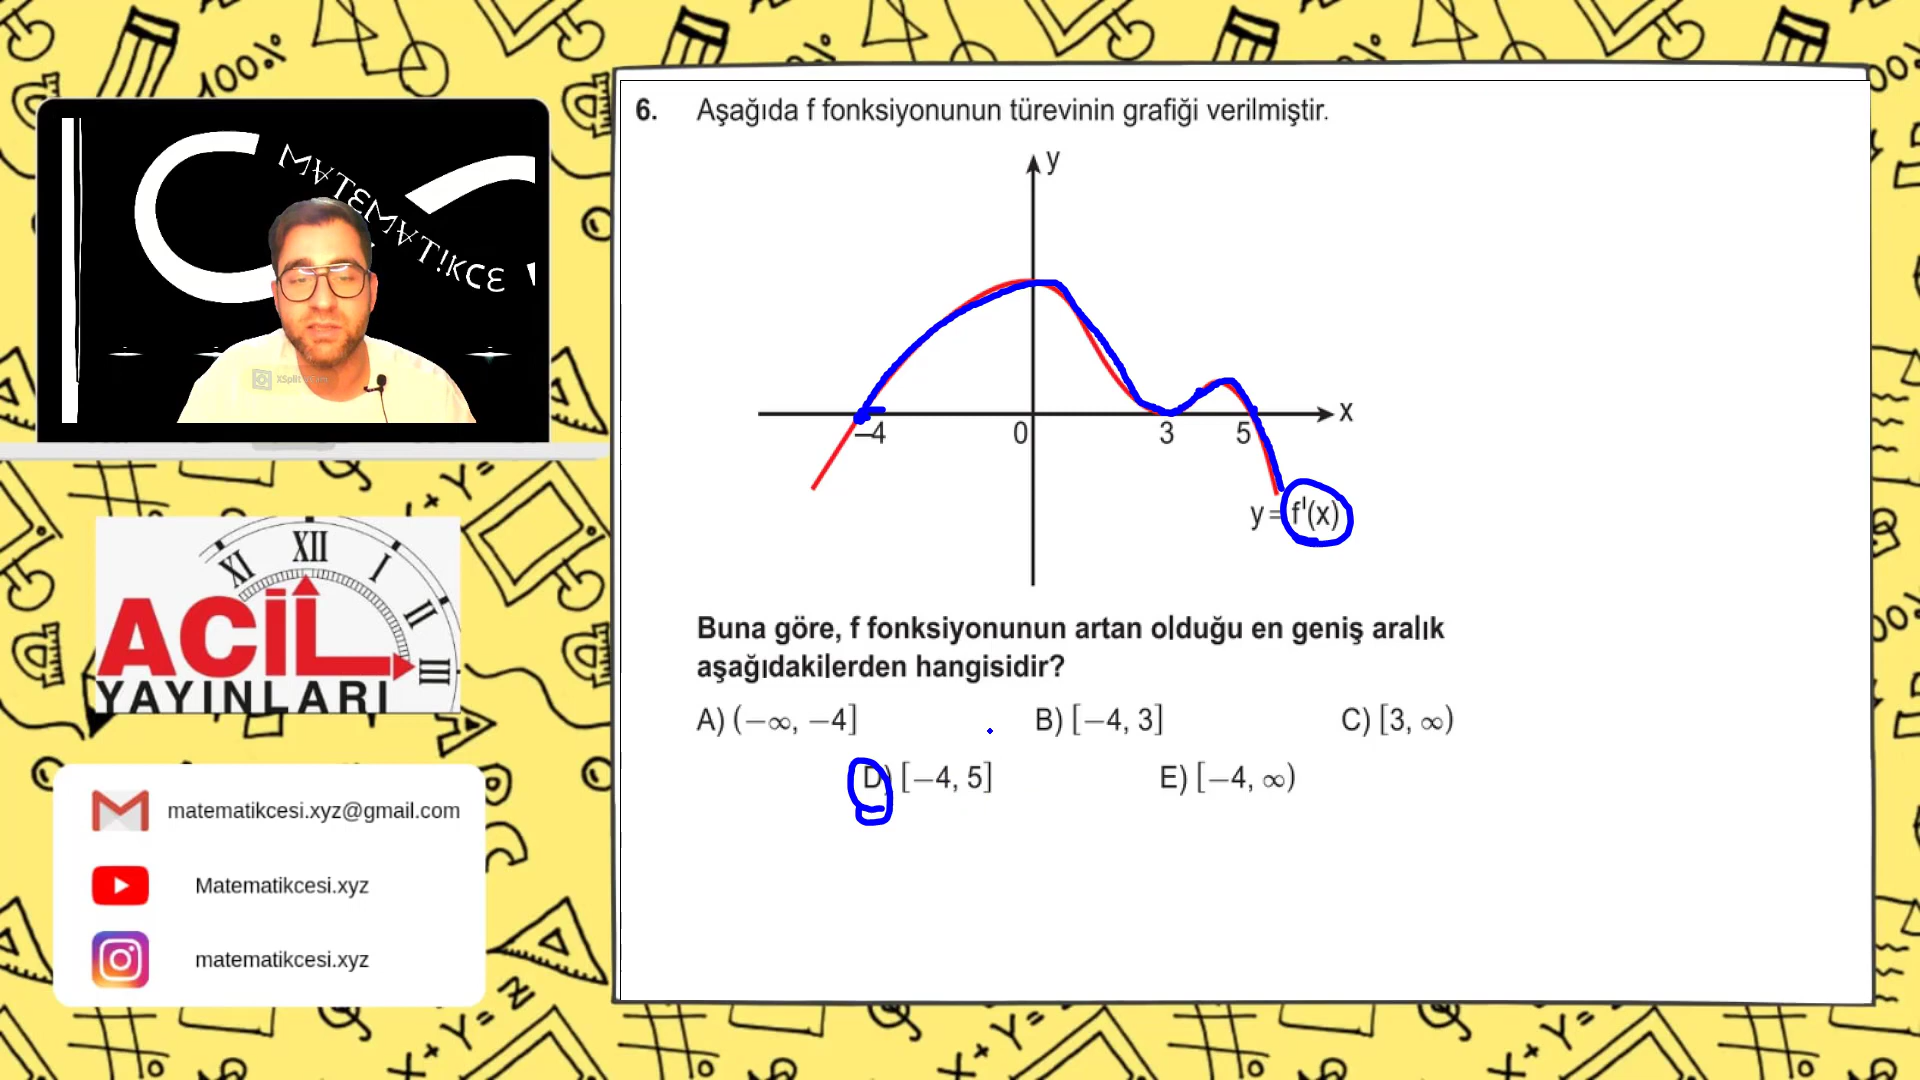 MATEMATİKCE
XSplit
XI XII I II III
ACİL
YAYINLARI
matematikcesi.xyz@gmail.com
Matematikcesi.xyz
matematikcesi.xyz
6. Aşağıda f fonksiyonunun türevinin grafiği verilmiştir.
y
x
–4 0 3 5
y = f'(x)
Buna göre, f fonksiyonunun artan olduğu en geniş aralık
aşağıdakilerden hangisidir?
A) (−∞, −4] B) [−4, 3] C) [3, ∞)
D) [−4, 5] E) [−4, ∞)
100%
x + y = z